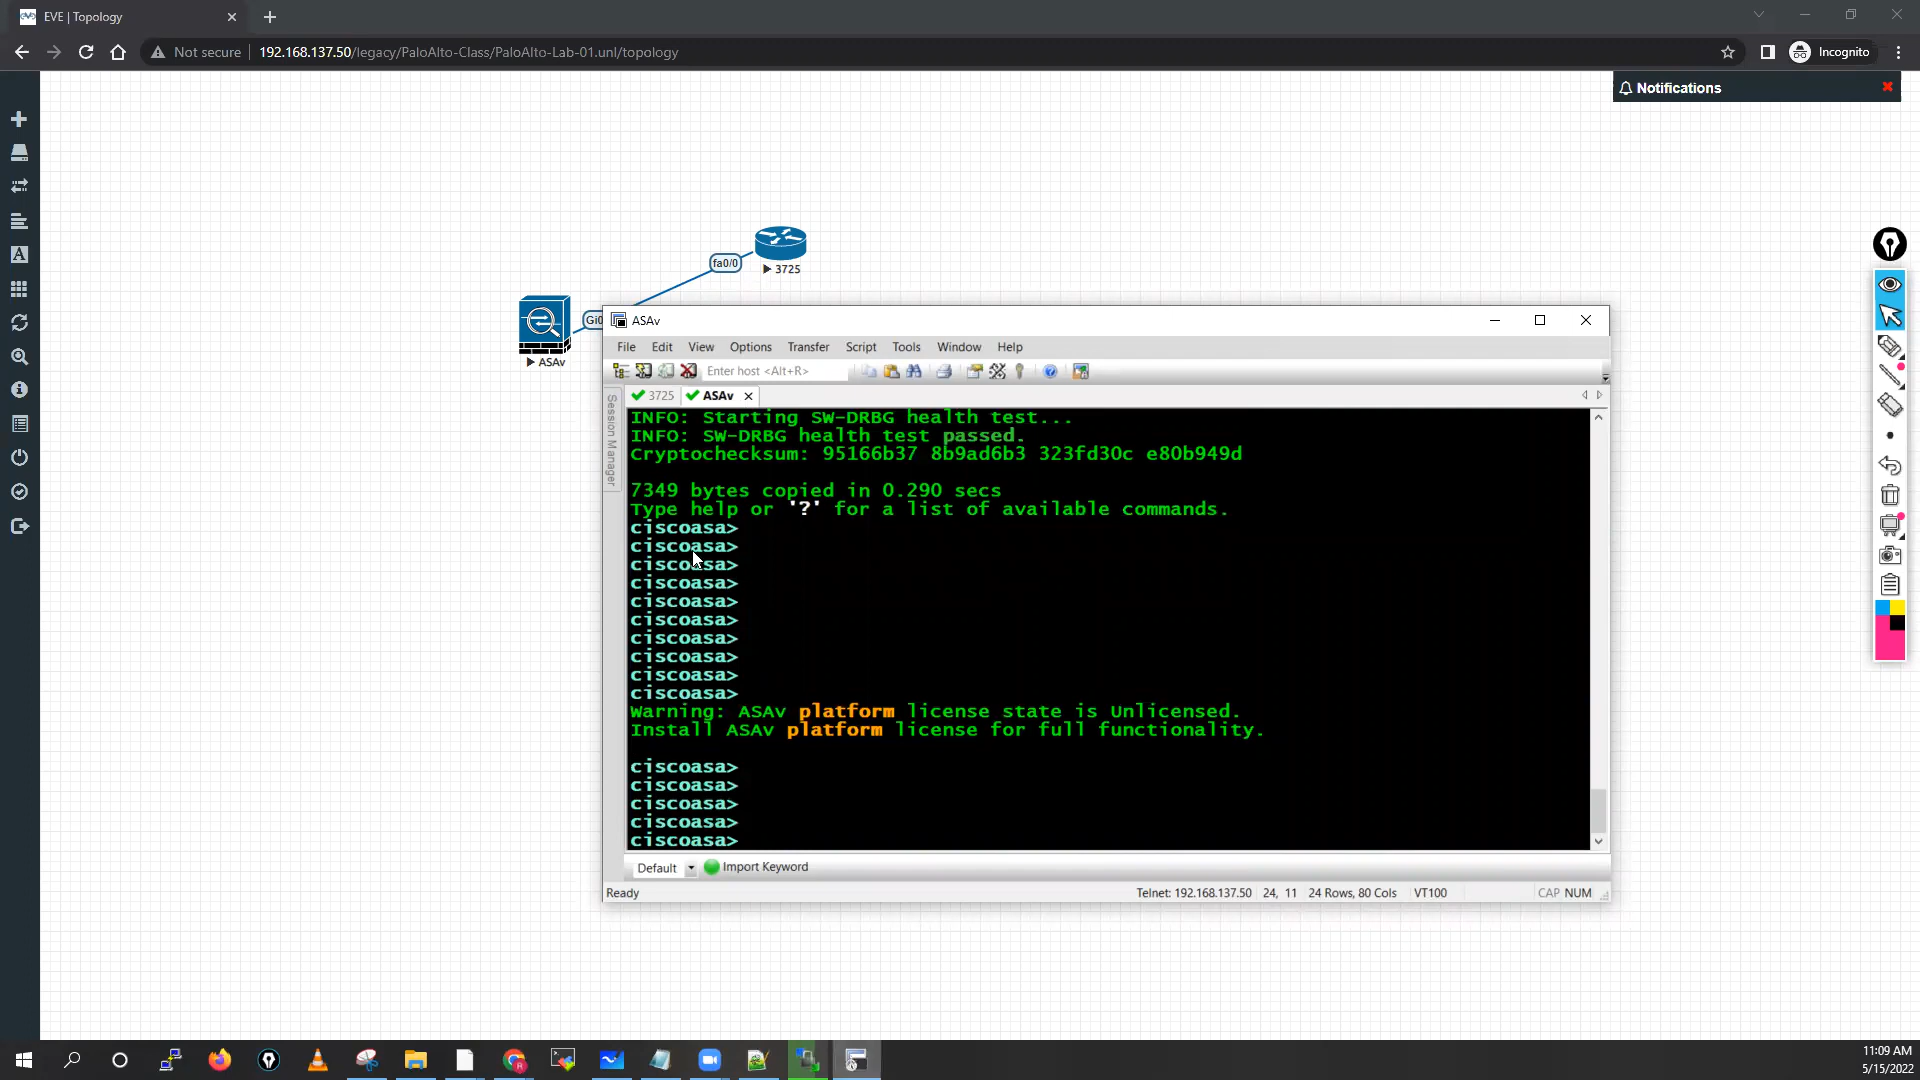 EVE | Topology
Not secure
192.168.137.50/legacy/PaloAlto-Class/PaloAlto-Lab-01.unl/topology
Incognito
Notifications
fa0/0
3725
ASAv
ASAv
File Edit View Options Transfer Script Tools Window Help
Enter host <Alt+R>
3725
ASAv
Session Manager
INFO: Starting SW-DRBG health test...
INFO: SW-DRBG health test passed.
Cryptochecksum: 95166b37 8b9ad6b3 323fd30c e80b949d
7349 bytes copied in 0.290 secs
Type help or '?' for a list of available commands.
ciscoasa>
ciscoasa>
ciscoasa>
ciscoasa>
ciscoasa>
ciscoasa>
ciscoasa>
ciscoasa>
ciscoasa>
ciscoasa>
Warning: ASAv platform license state is Unlicensed.
Install ASAv platform license for full functionality.
ciscoasa>
ciscoasa>
ciscoasa>
ciscoasa>
ciscoasa>
Default
Import Keyword
Ready
Telnet: 192.168.137.50 24, 11 24 Rows, 80 Cols VT100 CAP NUM
11:09 AM
5/15/2022